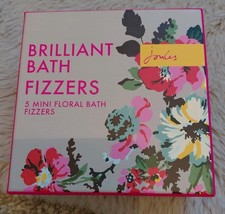 BRILLIANT
BATH
FIZZERS
5 MINI FLORAL BATH
FIZZERS
Joules